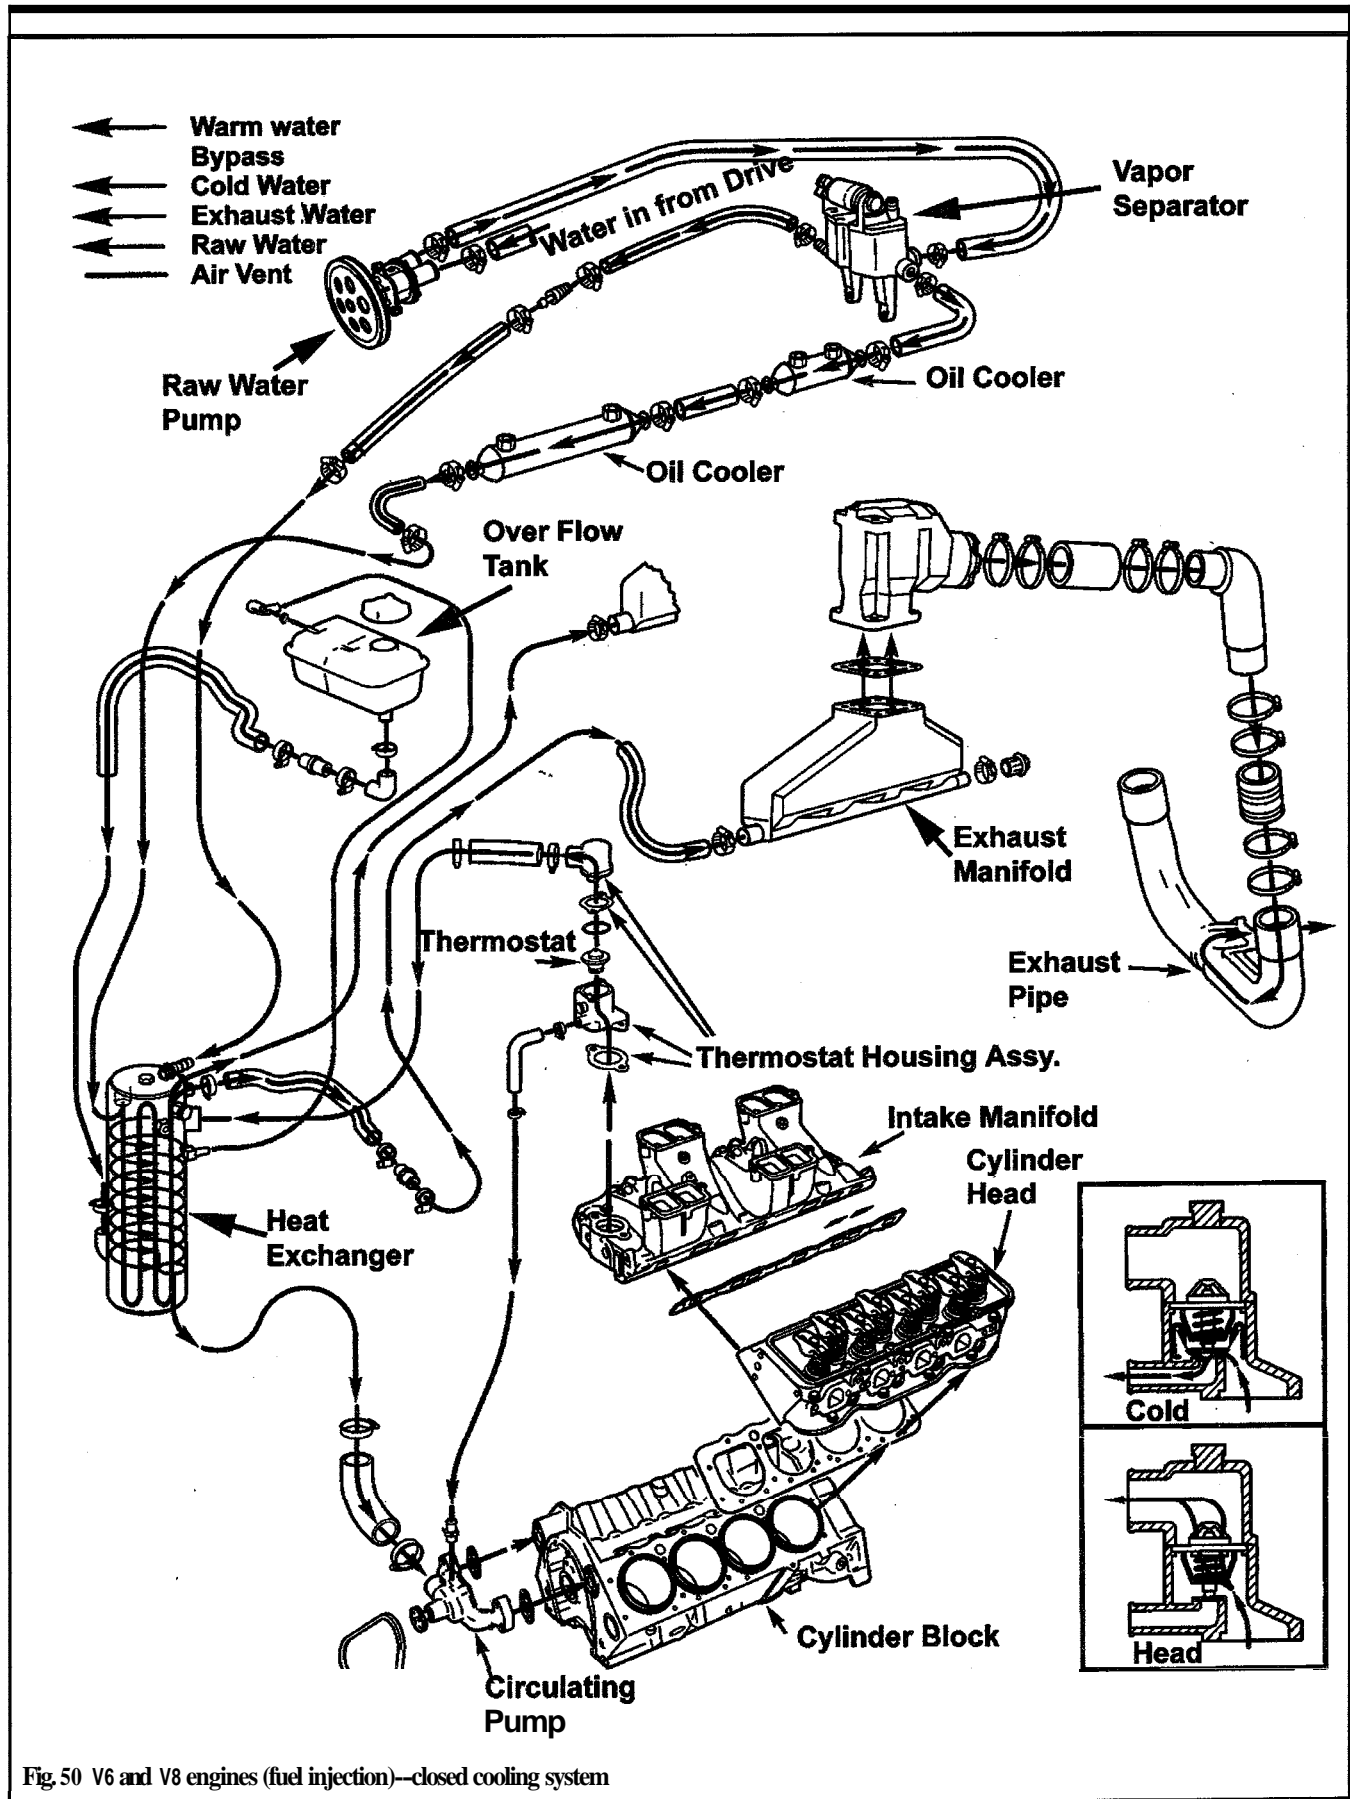 Warm water
Bypass
Cold Water
Exhaust Water
Raw Water
Air Vent
Water in from Drive
Vapor
Separator
Raw Water
Pump
Oil Cooler
Oil Cooler
Over Flow
Tank
Exhaust
Manifold
Thermostat
Exhaust
Pipe
Thermostat Housing Assy.
Intake Manifold
Cylinder
Head
Heat
Exchanger
Cold
Head
Cylinder Block
Circulating
Pump
Fig. 50 V6 and V8 engines (fuel injection)--closed cooling system